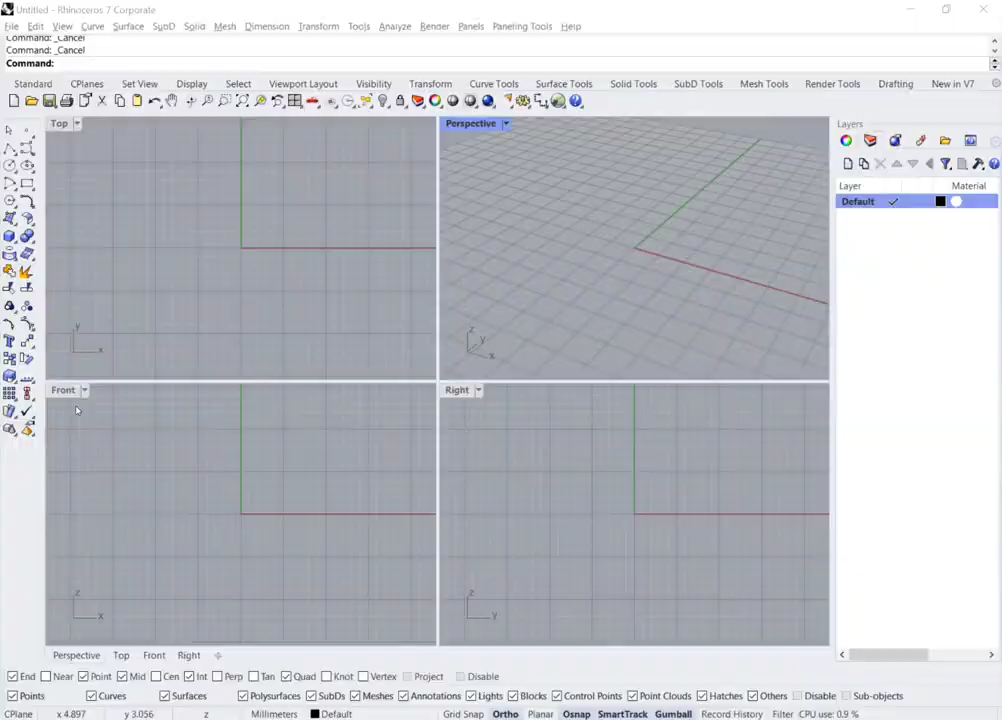 Untitled - Rhinoceros 7 Corporate
File Edit View Curve Surface SubD Solid Mesh Dimension Transform Tools Analyze Render Panels Paneling Tools Help
Command: _Cancel
Command: _Cancel
Command:
Standard CPlanes Set View Display Select Viewport Layout Visibility Transform Curve Tools Surface Tools Solid Tools SubD Tools Mesh Tools Render Tools Drafting New in V7
Top
Perspective
Layers
Layer Material
Default
y
x
z
y
x
Front
Right
z
x
z
y
Perspective Top Front Right
End Near Point Mid Cen Int Perp Tan Quad Knot Vertex Project Disable
Points Curves Surfaces Polysurfaces SubDs Meshes Annotations Lights Blocks Control Points Point Clouds Hatches Others Disable Sub-objects
CPlane x 4.897 y 3.056 z Millimeters Default Grid Snap Ortho Planar Osnap SmartTrack Gumball Record History Filter CPU use: 0.9 %